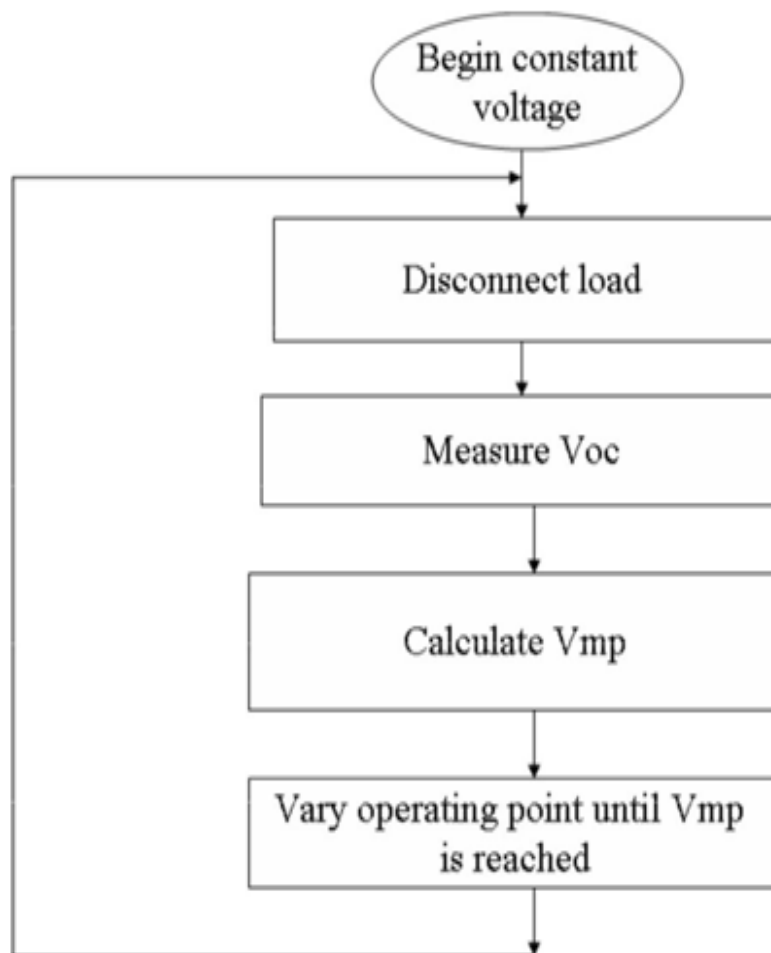 Begin constant
voltage
Disconnect load
Measure Voc
Calculate Vmp
Vary operating point until Vmp
is reached